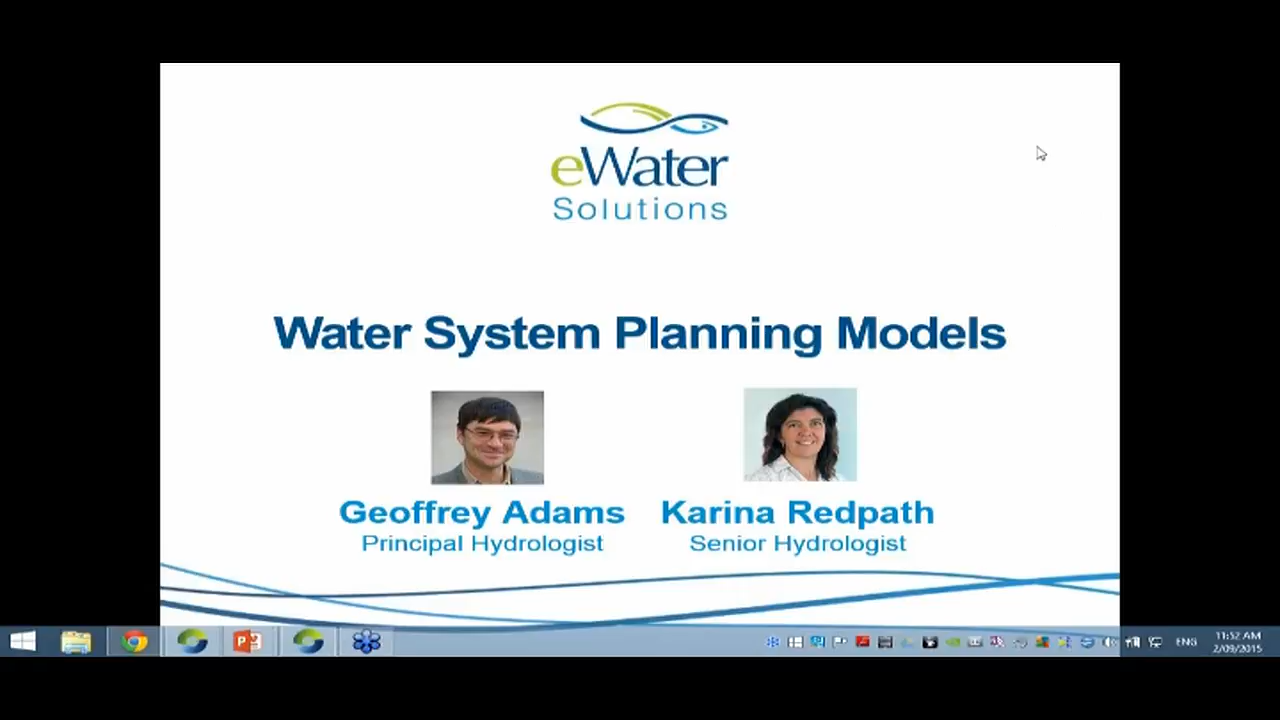 eWater
Solutions
Water System Planning Models
Geoffrey Adams
Karina Redpath
Principal Hydrologist
Senior Hydrologist
ENG
11:52 AM
2/09/2015